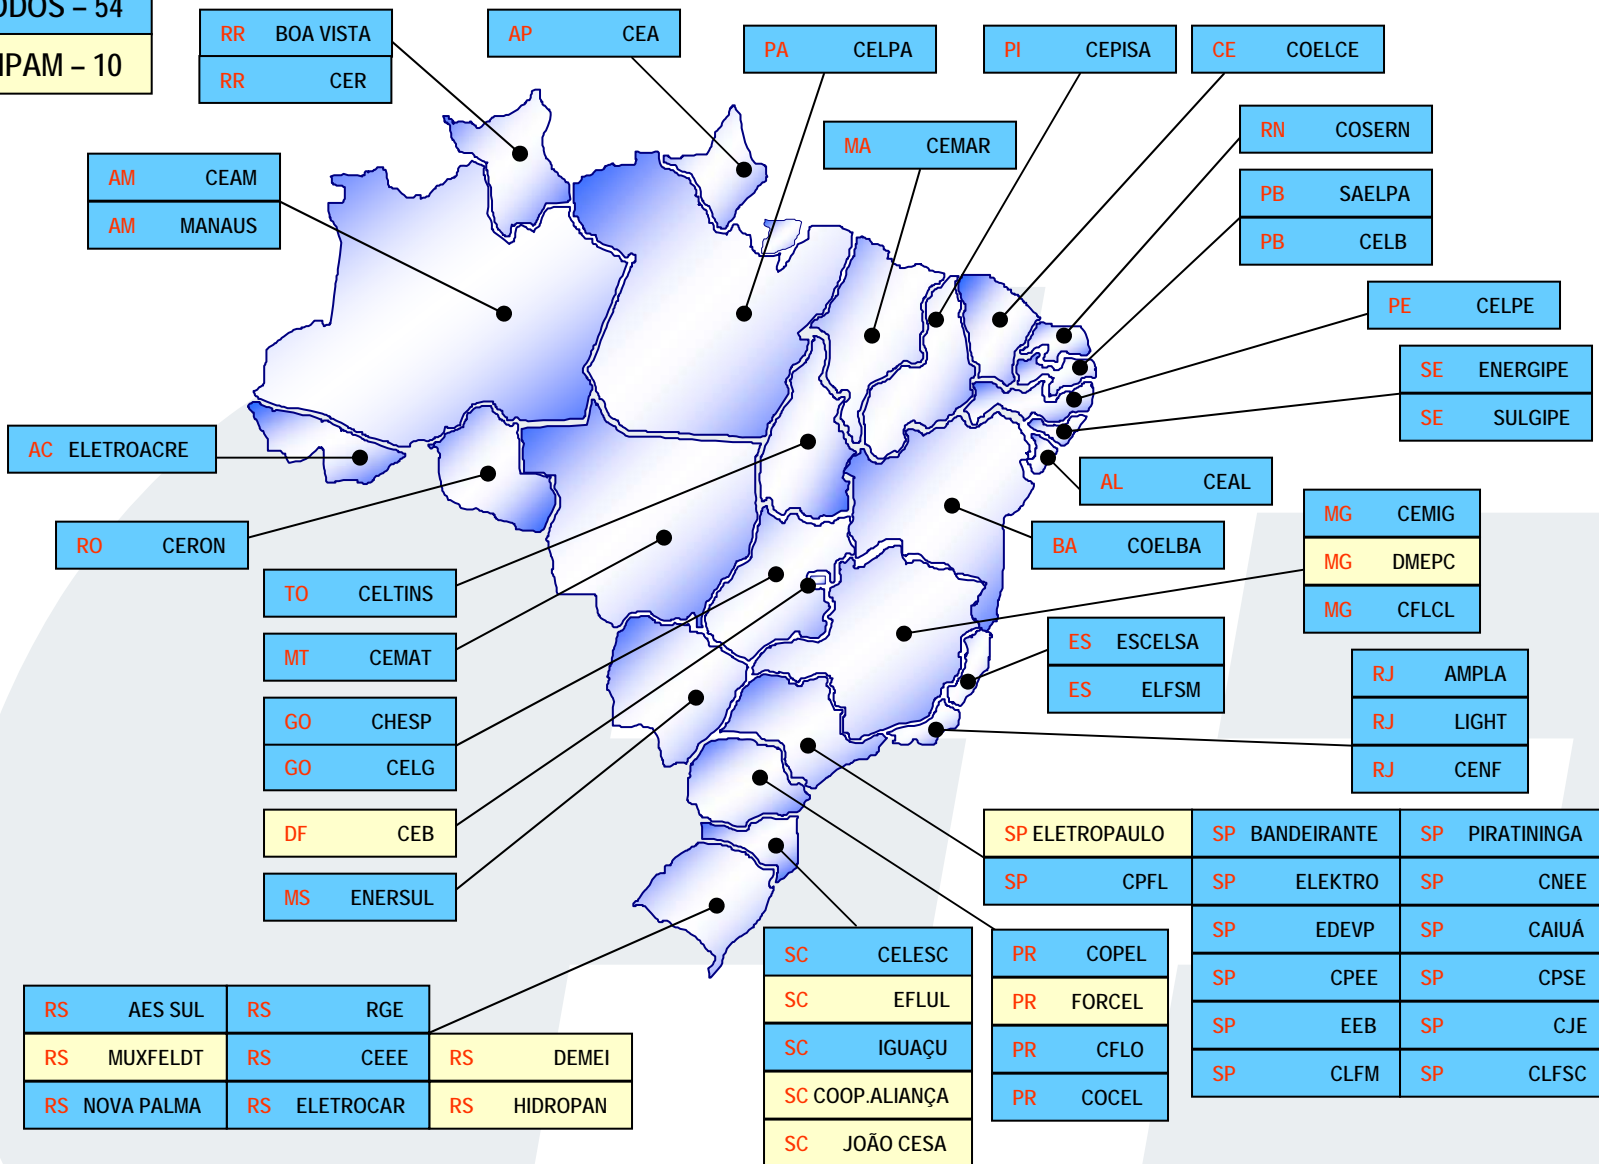 ODOS – 54
IPAM – 10
RR BOA VISTA
RR CER
AP CEA
PA CELPA
PI CEPISA
CE COELCE
MA CEMAR
RN COSERN
AM CEAM
AM MANAUS
PB SAELPA
PB CELB
PE CELPE
SE ENERGIPE
SE SULGIPE
AC ELETROACRE
AL CEAL
RO CERON
BA COELBA
MG CEMIG
MG DMEPC
MG CFLCL
TO CELTINS
MT CEMAT
ES ESCELSA
ES ELFSM
RJ AMPLA
RJ LIGHT
RJ CENF
GO CHESP
GO CELG
DF CEB
MS ENERSUL
SP ELETROPAULO SP BANDEIRANTE SP PIRATININGA
SP CPFL SP ELEKTRO SP CNEE
SP EDEVP SP CAIUÁ
SP CPEE SP CPSE
SP EEB SP CJE
SP CLFM SP CLFSC
SC CELESC
SC EFLUL
SC IGUAÇU
SC COOP.ALIANÇA
SC JOÃO CESA
PR COPEL
PR FORCEL
PR CFLO
PR COCEL
RS AES SUL RS RGE
RS MUXFELDT RS CEEE RS DEMEI
RS NOVA PALMA RS ELETROCAR RS HIDROPAN